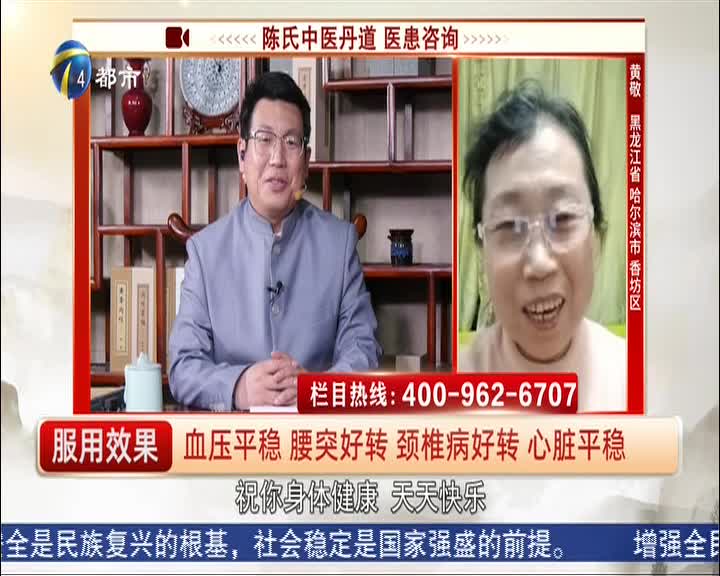 陈氏中医丹道 医患咨询
4 都市
黄敬 黑龙江省 哈尔滨市 香坊区
栏目热线:400-962-6707
服用效果
血压平稳 腰突好转 颈椎病好转 心脏平稳
祝你身体健康 天天快乐
全是民族复兴的根基，社会稳定是国家强盛的前提。 增强全